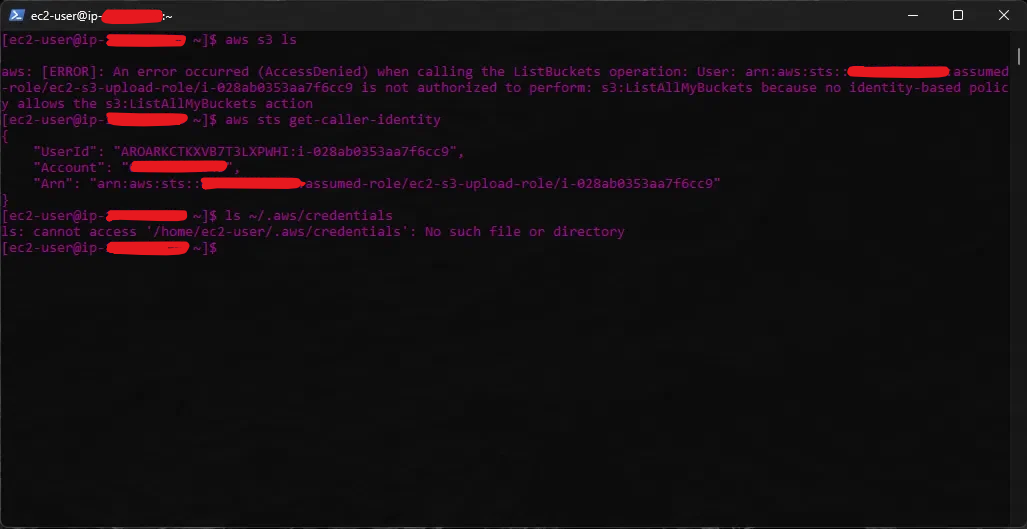 ec2-user@ip-:~
[ec2-user@ip- ~]$ aws s3 ls
aws: [ERROR]: An error occurred (AccessDenied) when calling the ListBuckets operation: User: arn:aws:sts::assumed
-role/ec2-s3-upload-role/i-028ab0353aa7f6cc9 is not authorized to perform: s3:ListAllMyBuckets because no identity-based polic
y allows the s3:ListAllMyBuckets action
[ec2-user@ip- ~]$ aws sts get-caller-identity
{
    "UserId": "AROARKCTKXVB7T3LXPWHI:i-028ab0353aa7f6cc9",
    "Account": "",
    "Arn": "arn:aws:sts::assumed-role/ec2-s3-upload-role/i-028ab0353aa7f6cc9"
}
[ec2-user@ip- ~]$ ls ~/.aws/credentials
ls: cannot access '/home/ec2-user/.aws/credentials': No such file or directory
[ec2-user@ip- ~]$